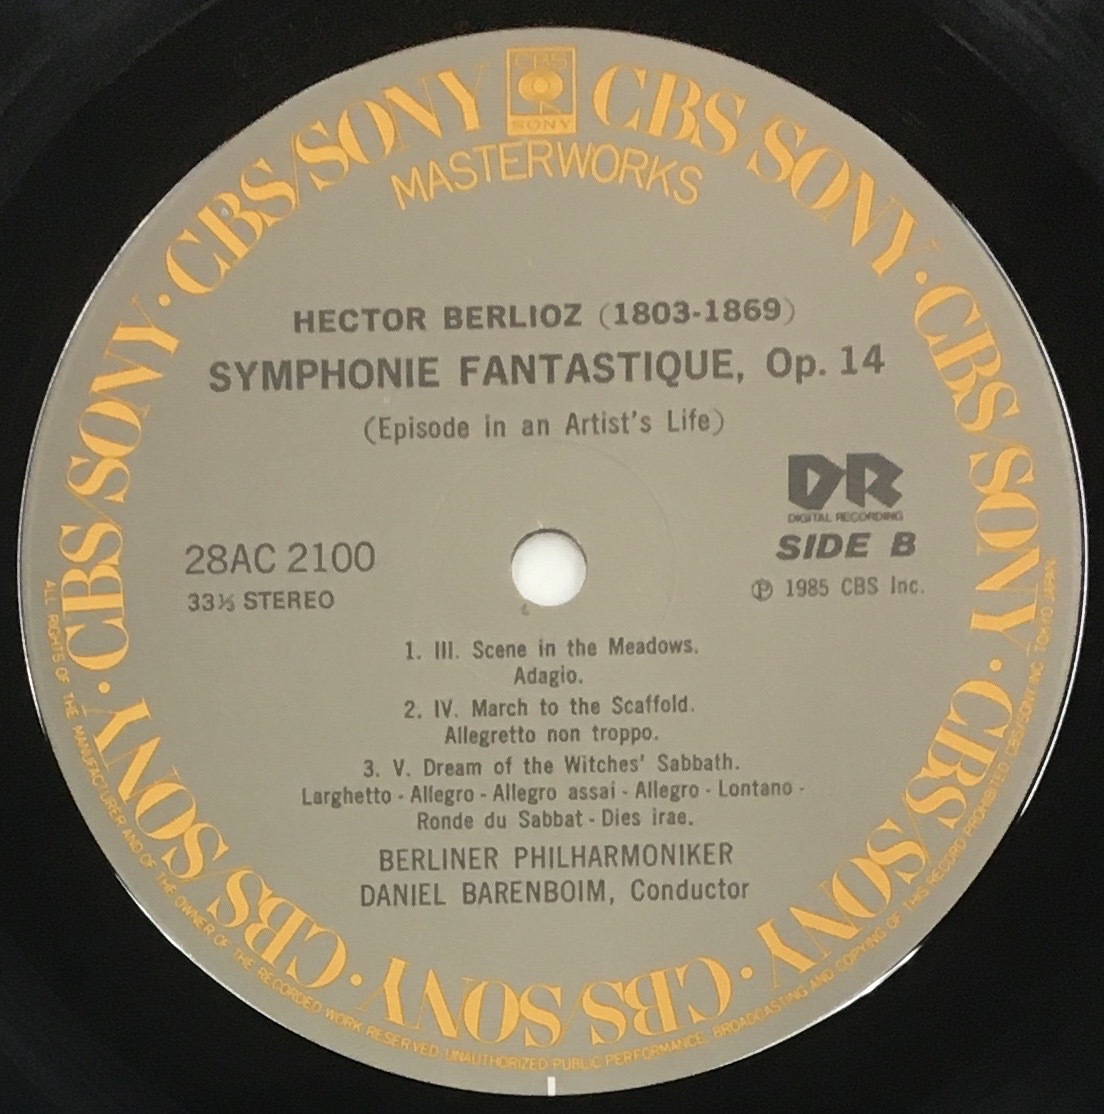 CBS
SONY
CBS/SONY · CBS/SONY · CBS/SONY · CBS/SONY · CBS/SONY · CBS/SONY · CBS/SONY · CBS/SONY
MASTERWORKS
HECTOR BERLIOZ (1803-1869)
SYMPHONIE FANTASTIQUE, Op. 14
(Episode in an Artist's Life)
DR
DIGITAL RECORDING
28AC 2100
SIDE B
33⅓ STEREO
℗ 1985 CBS Inc.
1. III. Scene in the Meadows.
Adagio.
2. IV. March to the Scaffold.
Allegretto non troppo.
3. V. Dream of the Witches' Sabbath.
Larghetto - Allegro - Allegro assai - Allegro - Lontano -
Ronde du Sabbat - Dies irae.
BERLINER PHILHARMONIKER
DANIEL BARENBOIM, Conductor
ALL RIGHTS OF THE MANUFACTURER AND OF THE OWNER OF THE RECORDED WORK RESERVED. UNAUTHORIZED PUBLIC PERFORMANCE, BROADCASTING AND COPYING OF THIS RECORD PROHIBITED. CBS/SONY INC. TOKYO JAPAN